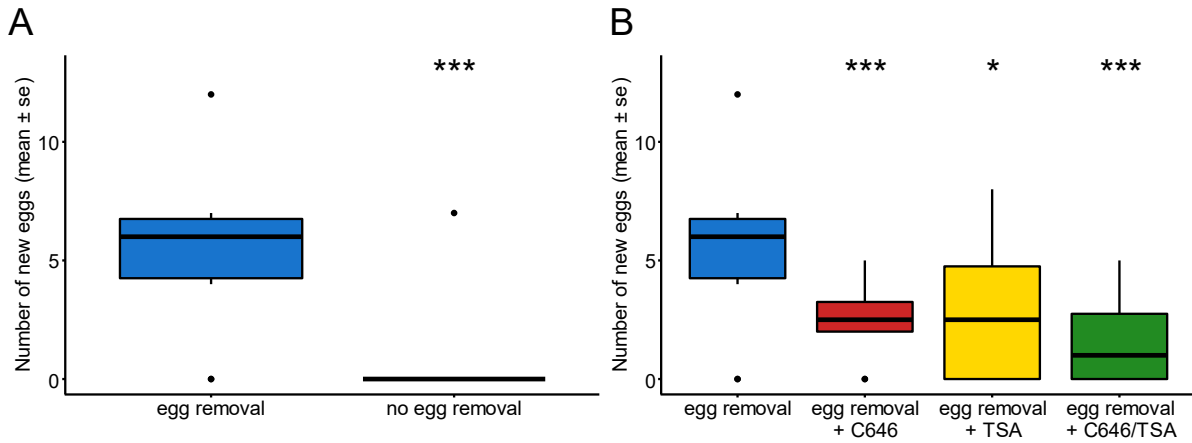 A
Number of new eggs (mean ± se)
10
5
0
***
egg removal
no egg removal
B
Number of new eggs (mean ± se)
10
5
0
***
*
***
egg removal
egg removal
+ C646
egg removal
+ TSA
egg removal
+ C646/TSA